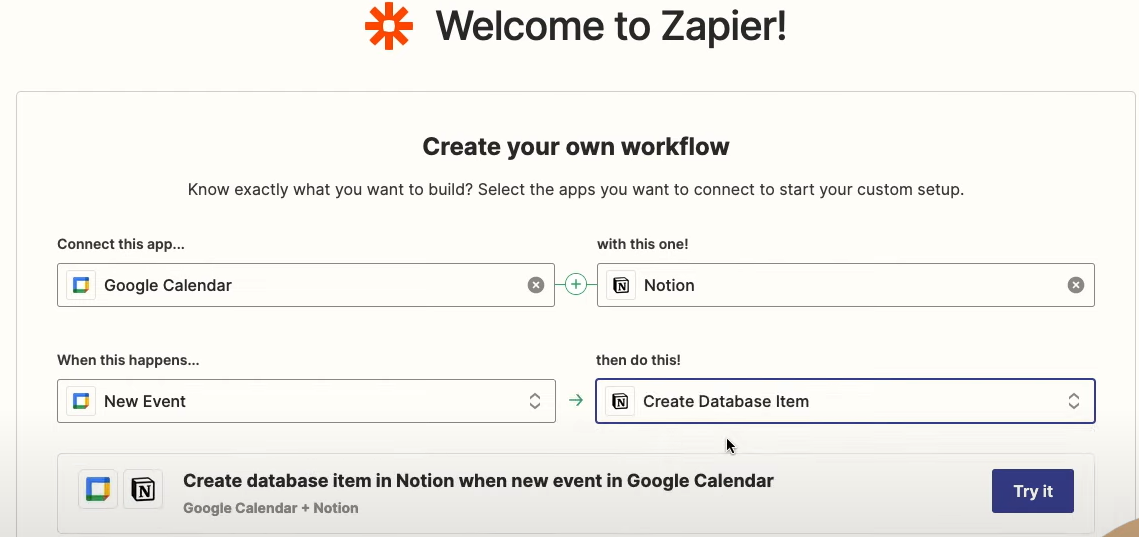 Welcome to Zapier!
Create your own workflow
Know exactly what you want to build? Select the apps you want to connect to start your custom setup.
Connect this app...
with this one!
Google Calendar
Notion
When this happens...
then do this!
New Event
Create Database Item
Create database item in Notion when new event in Google Calendar
Google Calendar + Notion
Try it